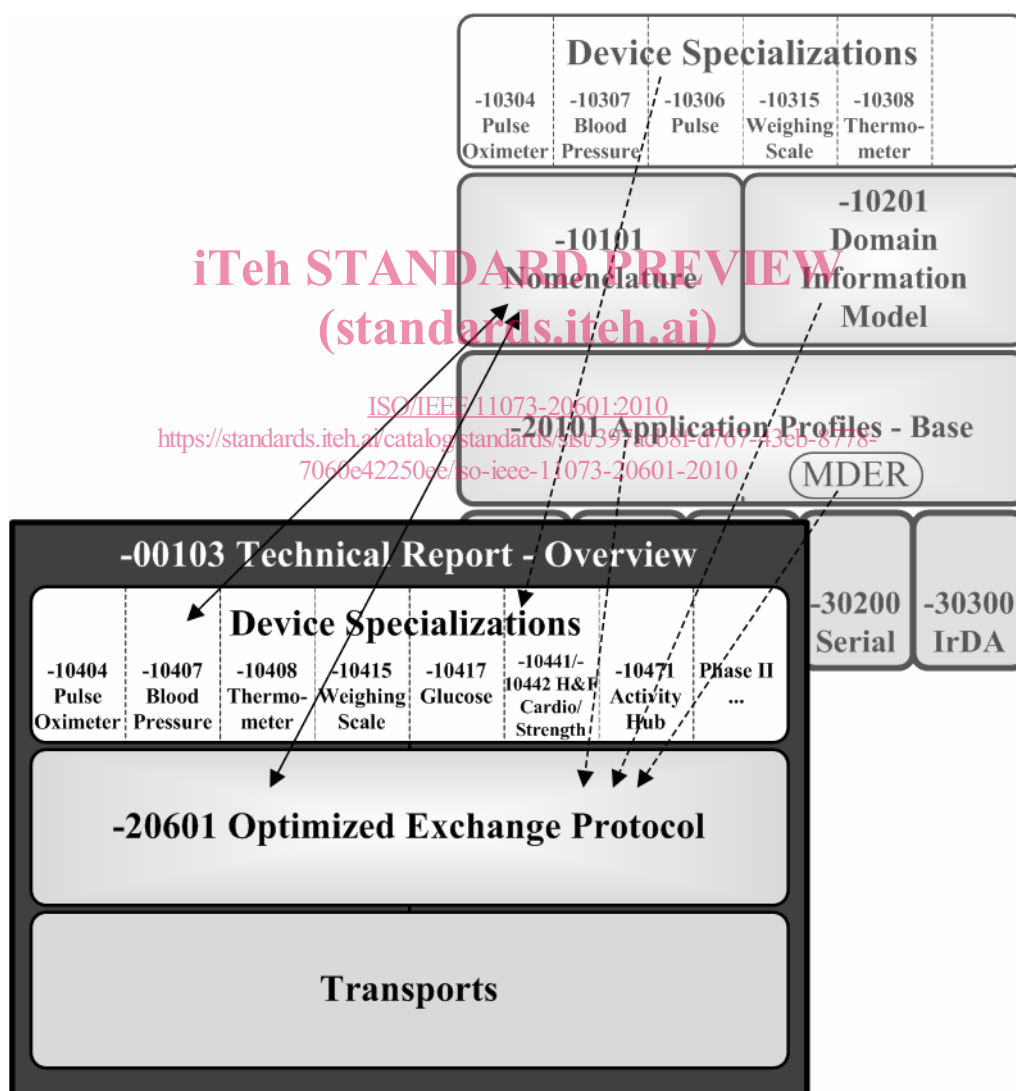 Device Specializations
-10304
Pulse
Oximeter
-10307
Blood
Pressure
-10306
Pulse
-10315
Weighing
Scale
-10308
Thermo-
meter
-10101
Nomenclature
-10201
Domain
Information
Model
iTeh STANDARD PREVIEW
(standards.iteh.ai)
ISO/IEEE 11073-20601:2010
-20101 Application Profiles - Base
MDER
-30200
Serial
-30300
IrDA
-00103 Technical Report - Overview
Device Specializations
-10404
Pulse
Oximeter
-10407
Blood
Pressure
-10408
Thermo-
meter
-10415
Weighing
Scale
-10417
Glucose
-10441/-
10442 H&F
Cardio/
Strength
-10471
Activity
Hub
Phase II
...
-20601 Optimized Exchange Protocol
Transports